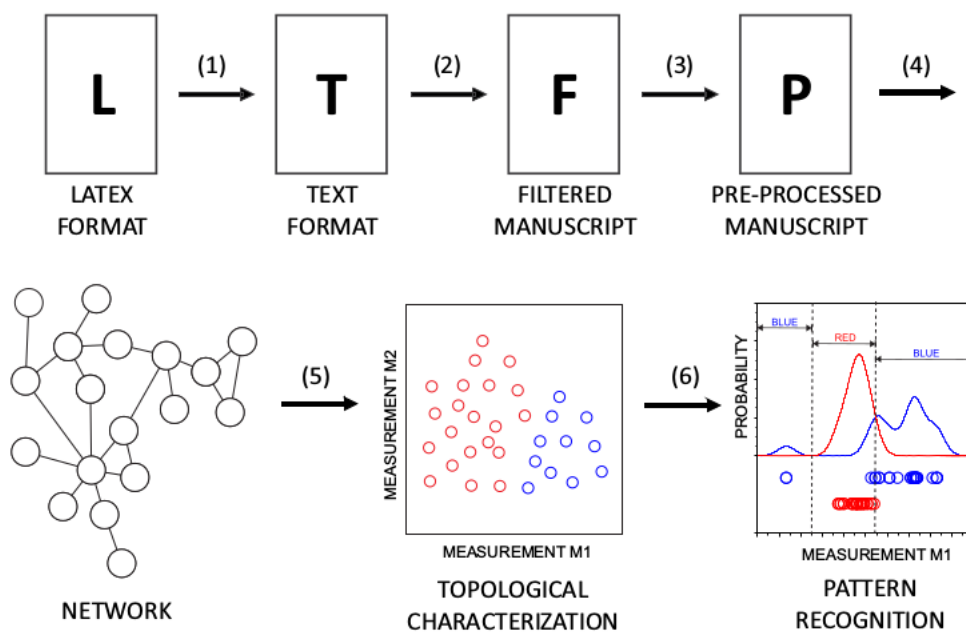 L
(1)
T
(2)
F
(3)
P
(4)
LATEX
FORMAT
TEXT
FORMAT
FILTERED
MANUSCRIPT
PRE-PROCESSED
MANUSCRIPT
NETWORK
(5)
MEASUREMENT M2
MEASUREMENT M1
TOPOLOGICAL
CHARACTERIZATION
(6)
PROBABILITY
BLUE
RED
BLUE
MEASUREMENT M1
PATTERN
RECOGNITION